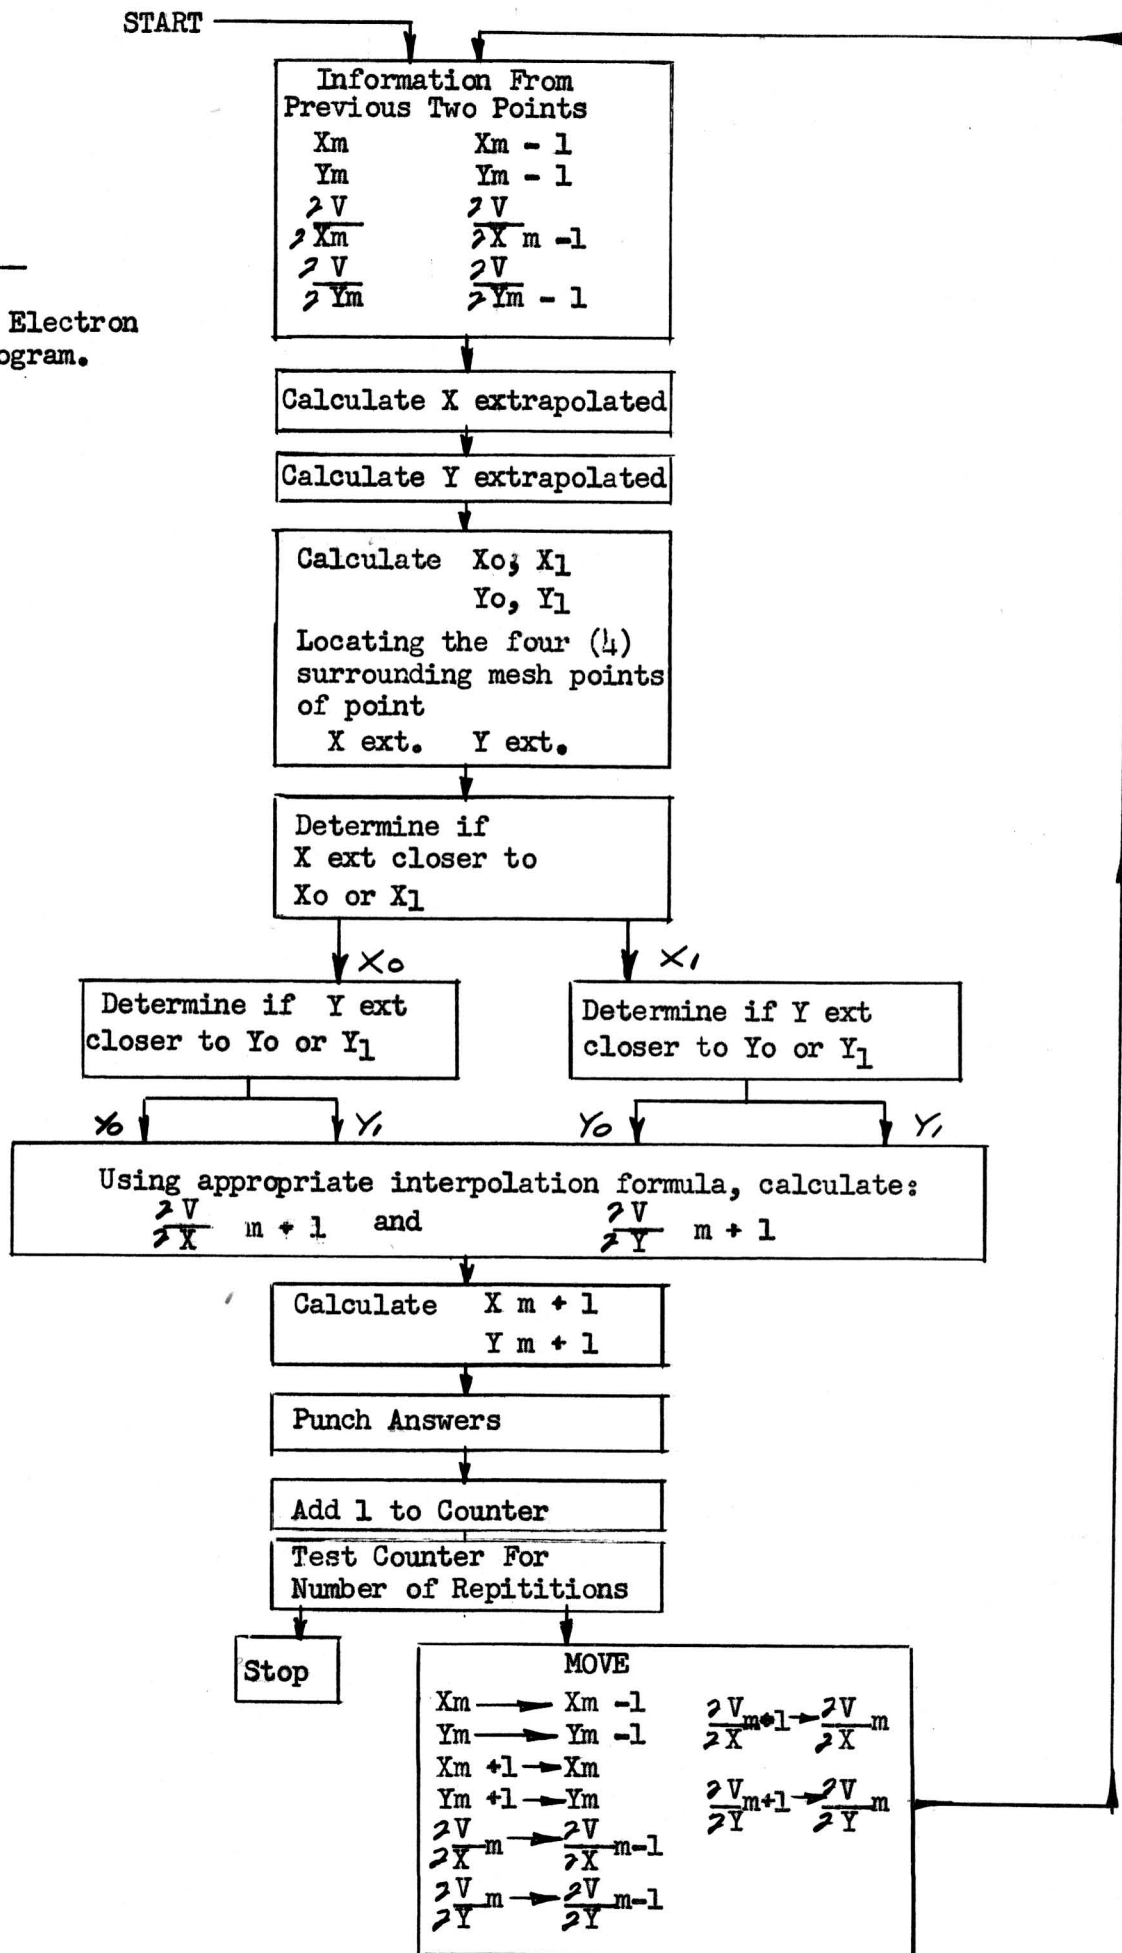 START
Information From
Previous Two Points
Xm Xm - 1
Ym Ym - 1
∂V ∂V
∂Xm ∂X m -1
∂V ∂V
∂Ym ∂Ym - 1
Electron
ogram.
Calculate X extrapolated
Calculate Y extrapolated
Calculate Xo, X1
Yo, Y1
Locating the four (4)
surrounding mesh points
of point
X ext. Y ext.
Determine if
X ext closer to
Xo or X1
Xo X1
Determine if Y ext
closer to Yo or Y1
Determine if Y ext
closer to Yo or Y1
Yo Y1 Yo Y1
Using appropriate interpolation formula, calculate:
∂V ∂V
∂X m + 1 and ∂Y m + 1
Calculate X m + 1
Y m + 1
Punch Answers
Add 1 to Counter
Test Counter For
Number of Repititions
Stop
MOVE
Xm → Xm -1
Ym → Ym -1
Xm +1 → Xm
Ym +1 → Ym
∂V m → ∂V m-1
∂X ∂X
∂V m → ∂V m-1
∂Y ∂Y
∂V m+1 → ∂V m
∂X ∂X
∂V m+1 → ∂V m
∂Y ∂Y